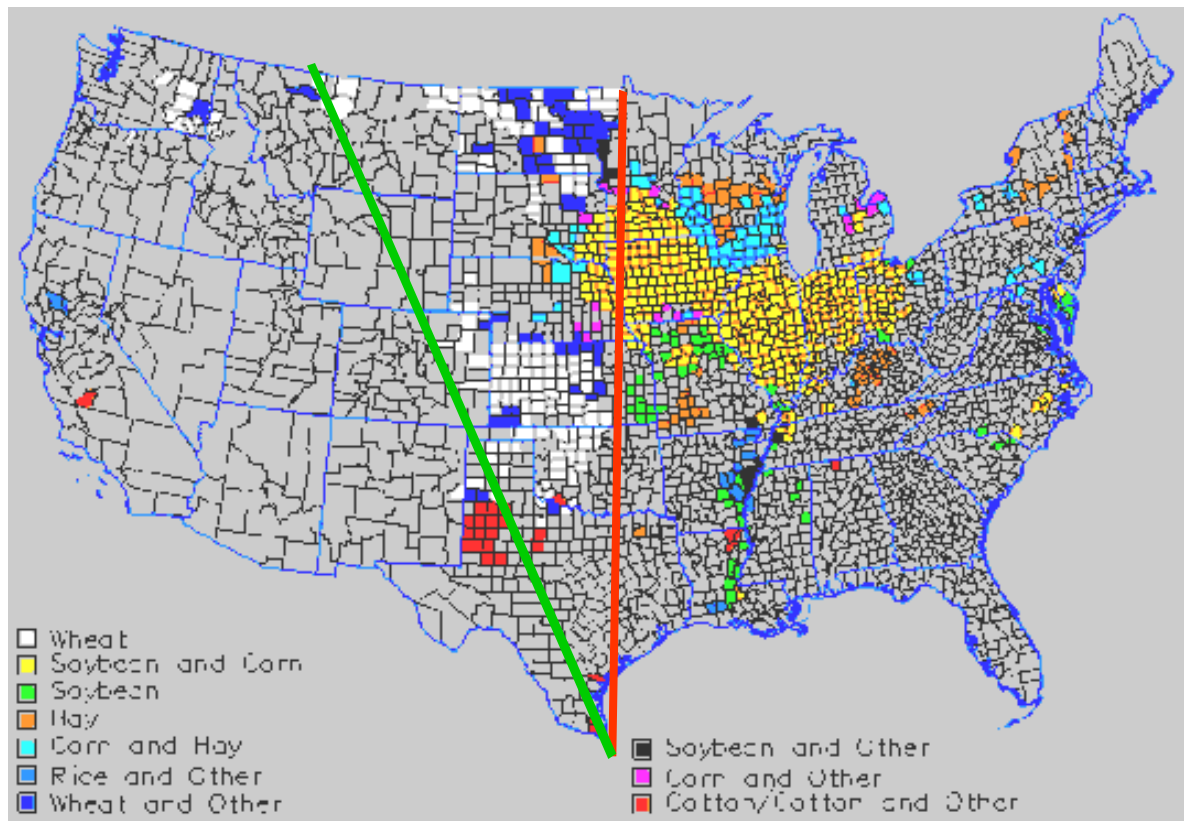 Wheat
Soybean and Corn
Soybean
Hay
Corn and Hay
Rice and Other
Wheat and Other
Soybean and Other
Corn and Other
Cotton/Cotton and Other